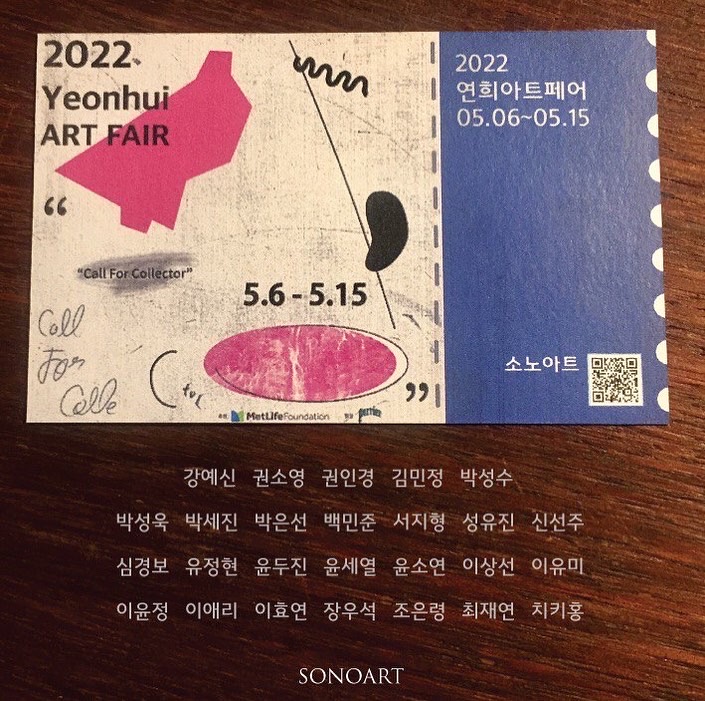 2022
Yeonhui
ART FAIR
“
“Call For Collector”
5.6 - 5.15
Call
For
Colle
for
”
MetLifeFoundation
perrier
2022
연희아트페어
05.06~05.15
소노아트
강예신 권소영 권인경 김민정 박성수
박성욱 박세진 박은선 백민준 서지형 성유진 신선주
심경보 유정현 윤두진 윤세열 윤소연 이상선 이유미
이윤정 이애리 이효연 장우석 조은령 최재연 치키홍
SONOART